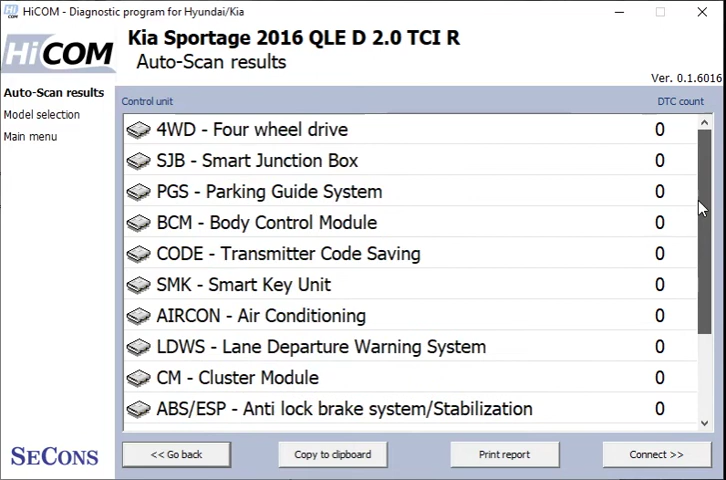 HiCOM - Diagnostic program for Hyundai/Kia
HiCOM
Kia Sportage 2016 QLE D 2.0 TCI R
Auto-Scan results
Ver. 0.1.6016
Auto-Scan results
Model selection
Main menu
Control unit DTC count
4WD - Four wheel drive 0
SJB - Smart Junction Box 0
PGS - Parking Guide System 0
BCM - Body Control Module 0
CODE - Transmitter Code Saving 0
SMK - Smart Key Unit 0
AIRCON - Air Conditioning 0
LDWS - Lane Departure Warning System 0
CM - Cluster Module 0
ABS/ESP - Anti lock brake system/Stabilization 0
SECONS
<< Go back Copy to clipboard Print report Connect >>